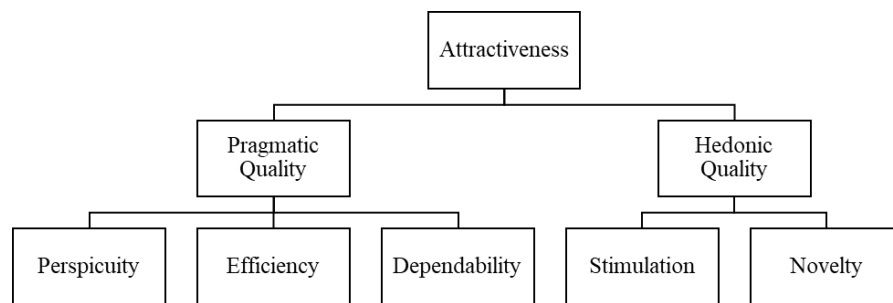 Attractiveness
Pragmatic
Quality
Hedonic
Quality
Perspicuity
Efficiency
Dependability
Stimulation
Novelty